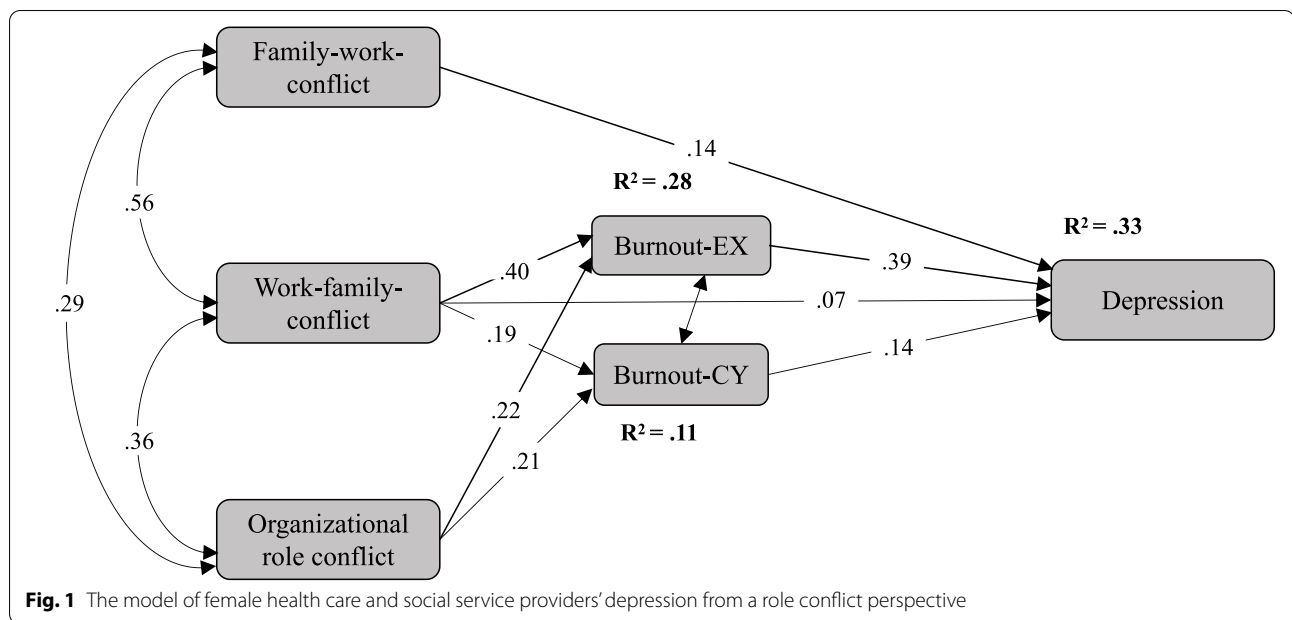 Family-work-
conflict
.14
R² = .28
.56
Burnout-EX
R² = .33
.39
.40
Work-family-
conflict
.29
.07
Depression
.19
Burnout-CY
.14
.22
R² = .11
.36
.21
Organizational
role conflict
Fig. 1 The model of female health care and social service providers’ depression from a role conflict perspective